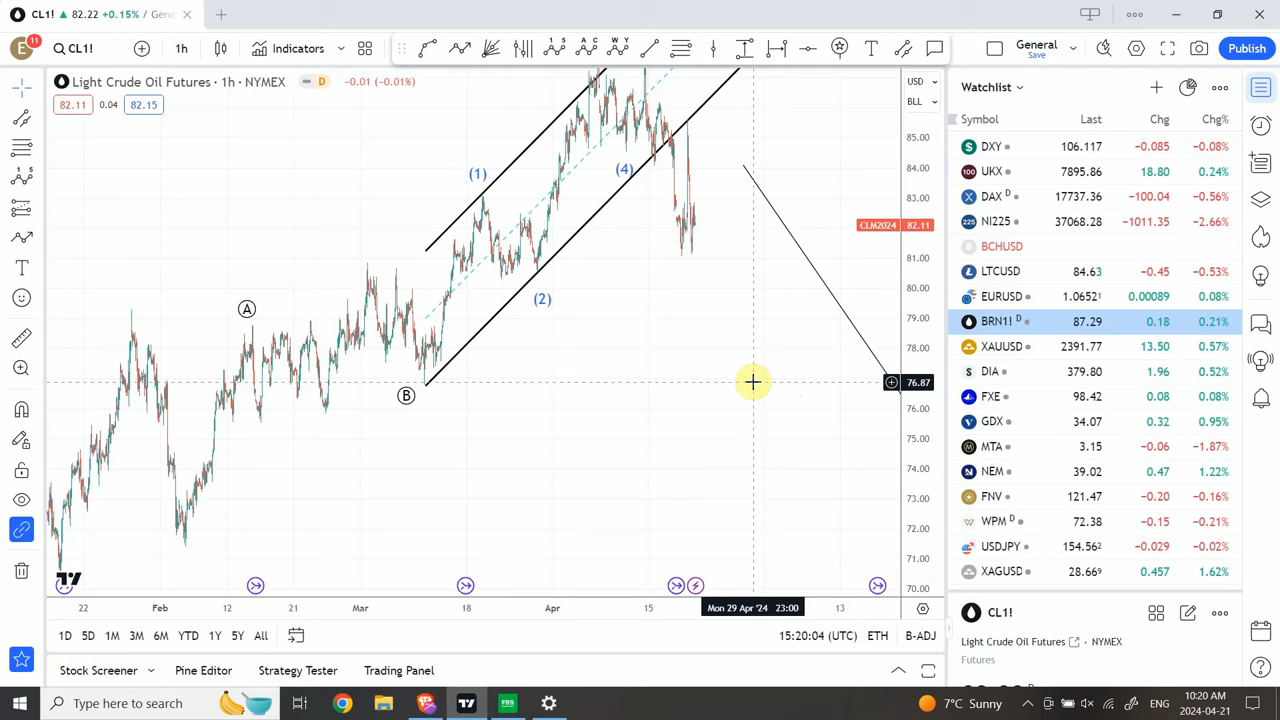 CL1! ▲ 82.22 +0.15% / Gene
E 11
CL1!
1h
Indicators
A C
W Y
General
Save
Publish
Light Crude Oil Futures · 1h · NYMEX
D
−0.01 (−0.01%)
82.11
0.04
82.15
USD
BLL
85.00
84.00
83.00
CLM2024 82.11
81.00
80.00
79.00
78.00
76.87
76.00
75.00
74.00
73.00
72.00
71.00
70.00
(1)
(4)
(2)
A
B
22
Feb
12
21
Mar
18
Apr
15
Mon 29 Apr '24 23:00
13
1D
5D
1M
3M
6M
YTD
1Y
5Y
All
15:20:04 (UTC)
ETH
B-ADJ
Stock Screener
Pine Editor
Strategy Tester
Trading Panel
Watchlist
Symbol Last Chg Chg%
DXY 106.117 −0.085 −0.08%
UKX 7895.86 18.80 0.24%
DAX D 17737.36 −100.04 −0.56%
NI225 37068.28 −1011.35 −2.66%
BCHUSD
LTCUSD 84.63 −0.45 −0.53%
EURUSD 1.06521 0.00089 0.08%
BRN1! D 87.29 0.18 0.21%
XAUUSD 2391.77 13.50 0.57%
DIA 379.80 1.96 0.52%
FXE 98.42 0.08 0.08%
GDX 34.07 0.32 0.95%
MTA 3.15 −0.06 −1.87%
NEM 39.02 0.47 1.22%
FNV 121.47 −0.20 −0.16%
WPM D 72.38 −0.15 −0.21%
USDJPY 154.562 −0.029 −0.02%
XAGUSD 28.669 0.457 1.62%
CL1!
Light Crude Oil Futures · NYMEX
Futures
Type here to search
FBS
7°C Sunny
ENG
10:20 AM
2024-04-21